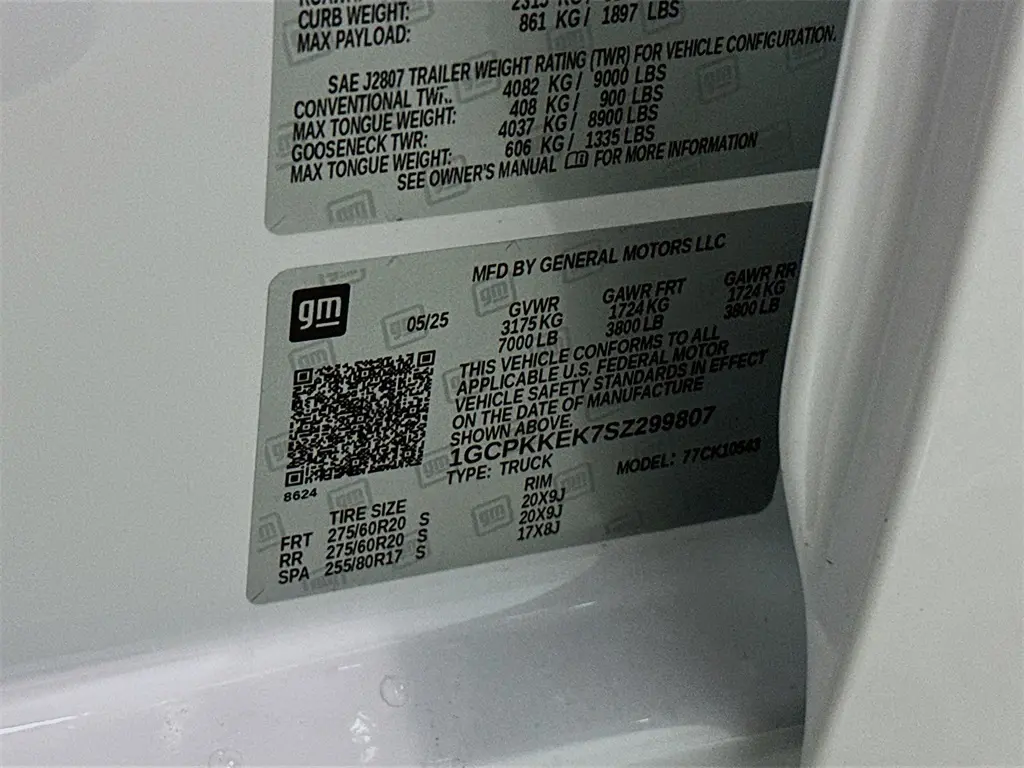 CURB WEIGHT:
MAX PAYLOAD: 861 KG / 1897 LBS
SAE J2807 TRAILER WEIGHT RATING (TWR) FOR VEHICLE CONFIGURATION.
CONVENTIONAL TWR: 4082 KG / 9000 LBS
MAX TONGUE WEIGHT: 408 KG / 900 LBS
GOOSENECK TWR: 4037 KG / 8900 LBS
MAX TONGUE WEIGHT: 606 KG / 1335 LBS
SEE OWNER'S MANUAL FOR MORE INFORMATION
MFD BY GENERAL MOTORS LLC
gm
05/25
GVWR GAWR FRT GAWR RR
3175 KG 1724 KG 1724 KG
7000 LB 3800 LB 3800 LB
THIS VEHICLE CONFORMS TO ALL
APPLICABLE U.S. FEDERAL MOTOR
VEHICLE SAFETY STANDARDS IN EFFECT
ON THE DATE OF MANUFACTURE
SHOWN ABOVE.
1GCPKKEK7SZ299807
TYPE: TRUCK MODEL: 77CK10543
8624
TIRE SIZE RIM
FRT 275/60R20 S 20X9J
RR 275/60R20 S 20X9J
SPA 255/80R17 S 17X8J